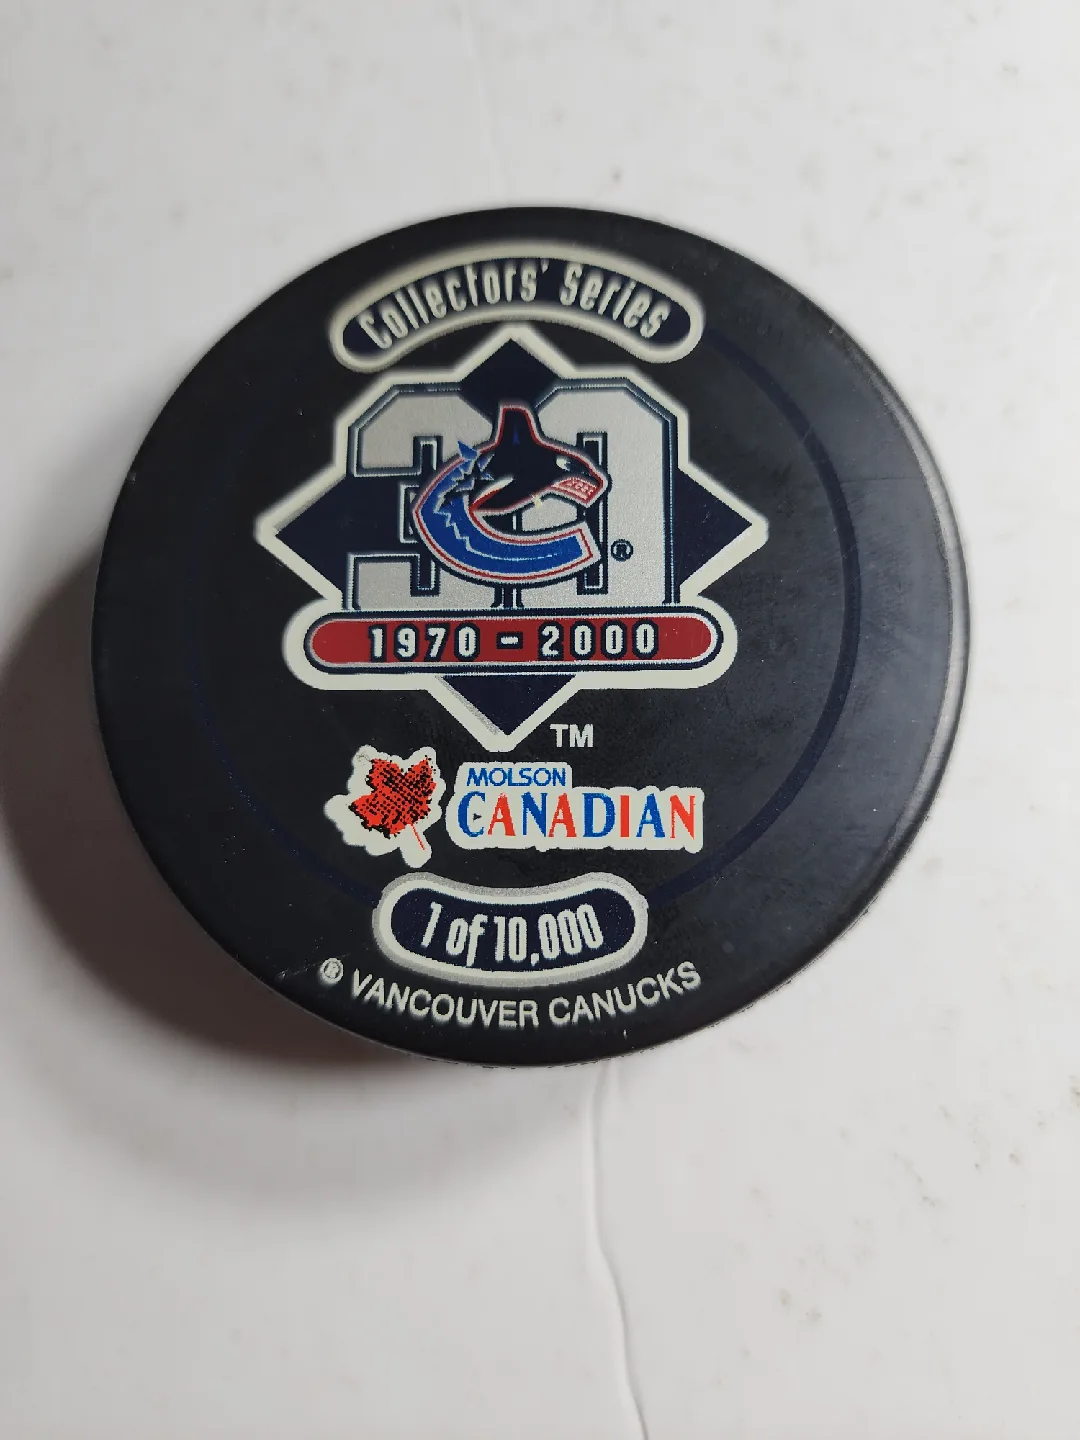 Collectors' Series
30
®
1970 - 2000
TM
MOLSON
CANADIAN
1 of 10,000
® VANCOUVER CANUCKS